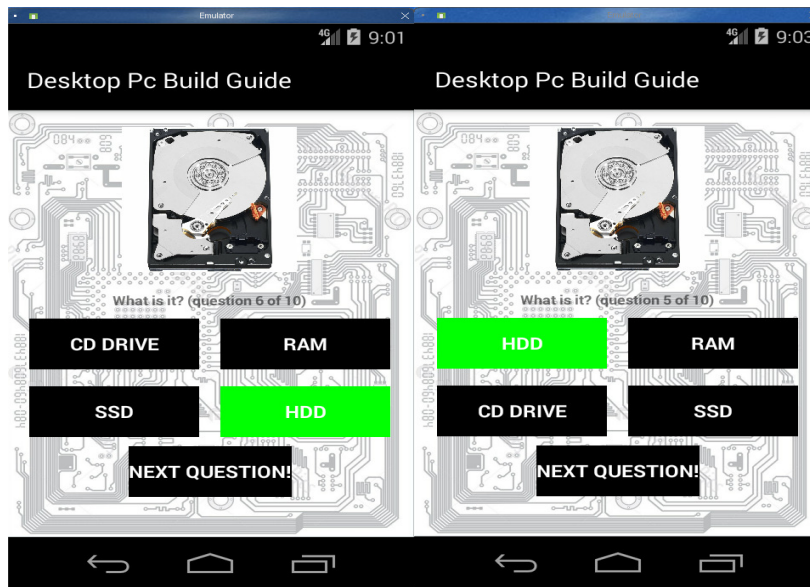 Emulator
4G 9:01
Desktop Pc Build Guide
What is it? (question 6 of 10)
CD DRIVE RAM
SSD HDD
NEXT QUESTION!
4G 9:03
Desktop Pc Build Guide
What is it? (question 5 of 10)
HDD RAM
CD DRIVE SSD
NEXT QUESTION!